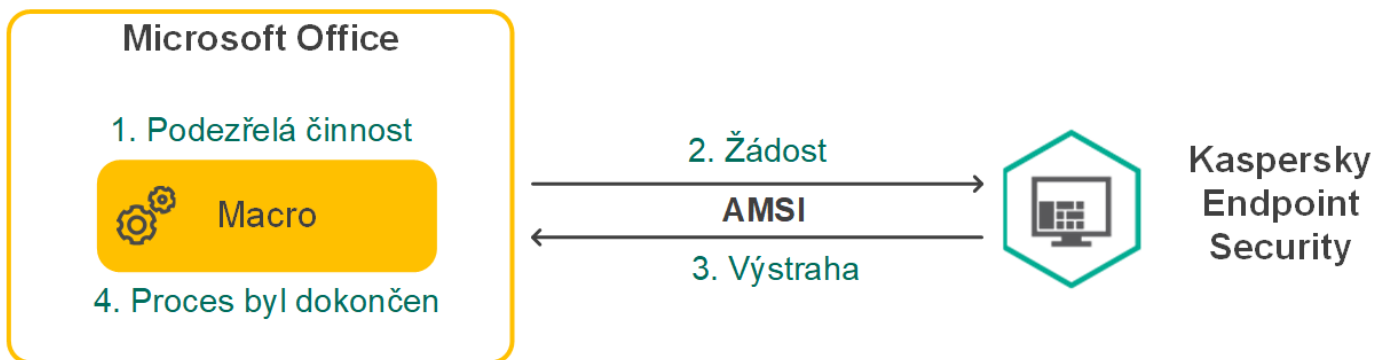 Microsoft Office
1. Podezřelá činnost
Macro
4. Proces byl dokončen
2. Žádost
AMSI
3. Výstraha
Kaspersky
Endpoint
Security